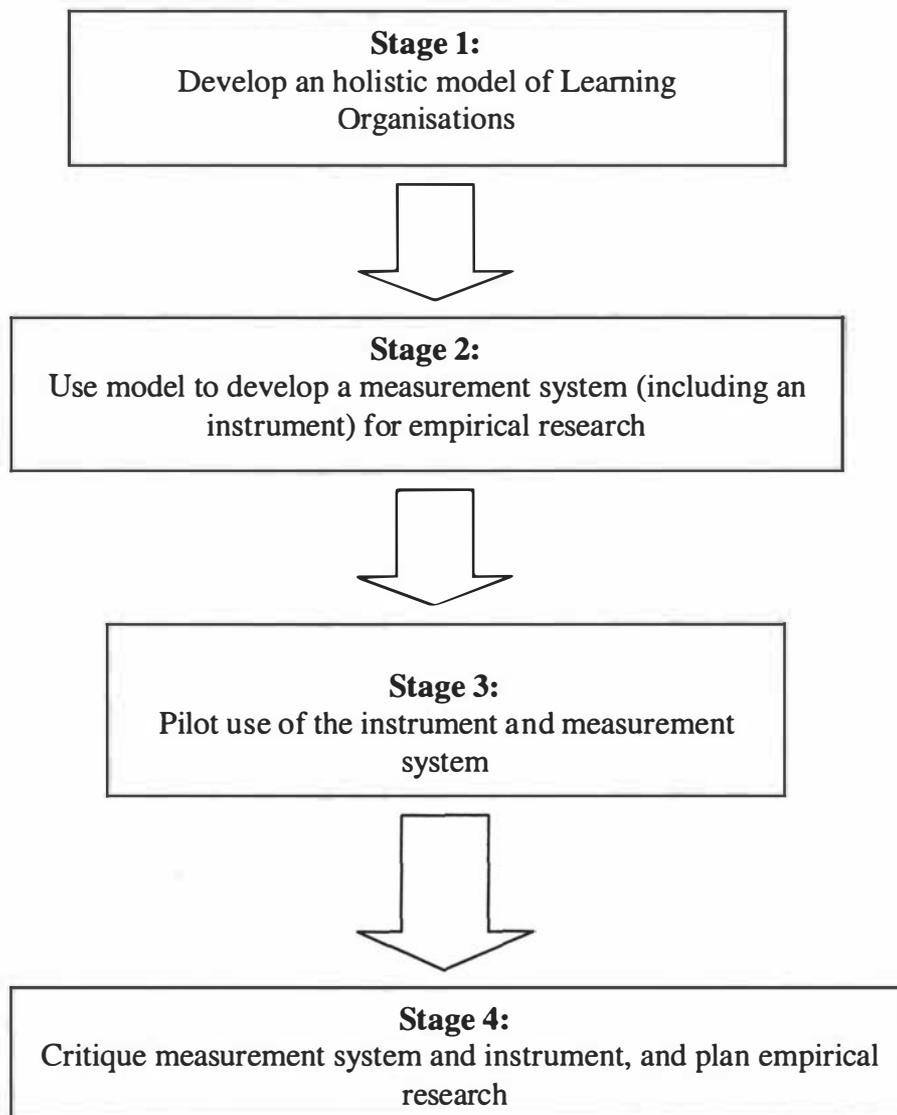 Stage 1:
Develop an holistic model of Learning
Organisations
Stage 2:
Use model to develop a measurement system (including an
instrument) for empirical research
Stage 3:
Pilot use of the instrument and measurement
system
Stage 4:
Critique measurement system and instrument, and plan empirical
research